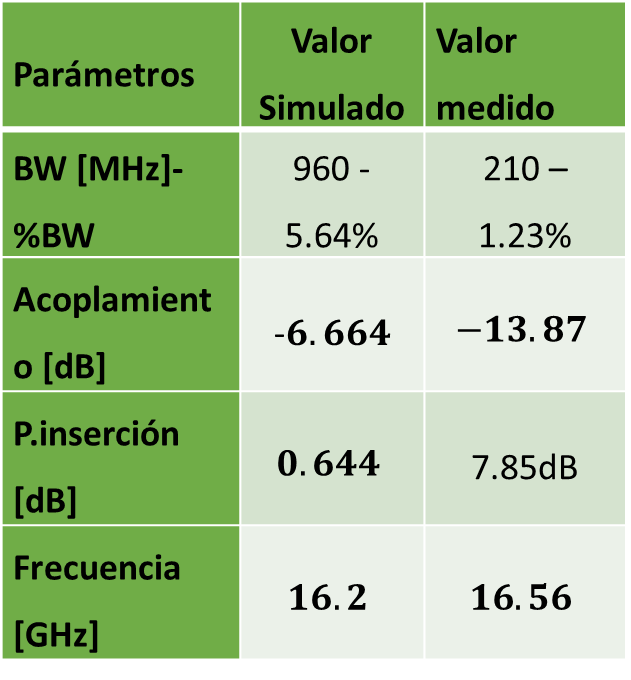 Parámetros
Valor
Simulado
Valor
medido
BW [MHz]-
%BW
960 -
5.64%
210 –
1.23%
Acoplamient
o [dB]
-6.664
−13.87
P.inserción
[dB]
0.644
7.85dB
Frecuencia
[GHz]
16.2
16.56